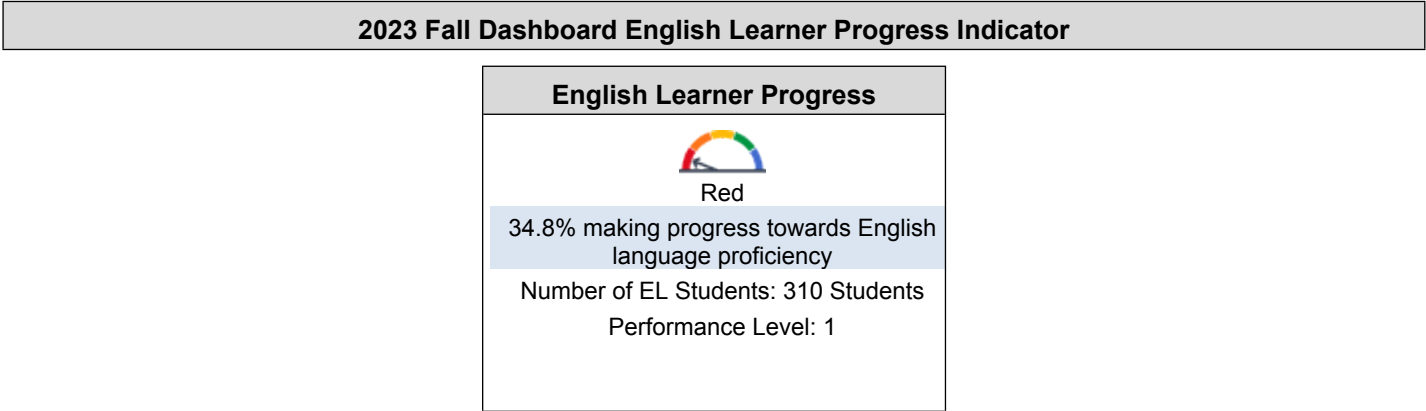 2023 Fall Dashboard English Learner Progress Indicator
English Learner Progress
Red
34.8% making progress towards English
language proficiency
Number of EL Students: 310 Students
Performance Level: 1